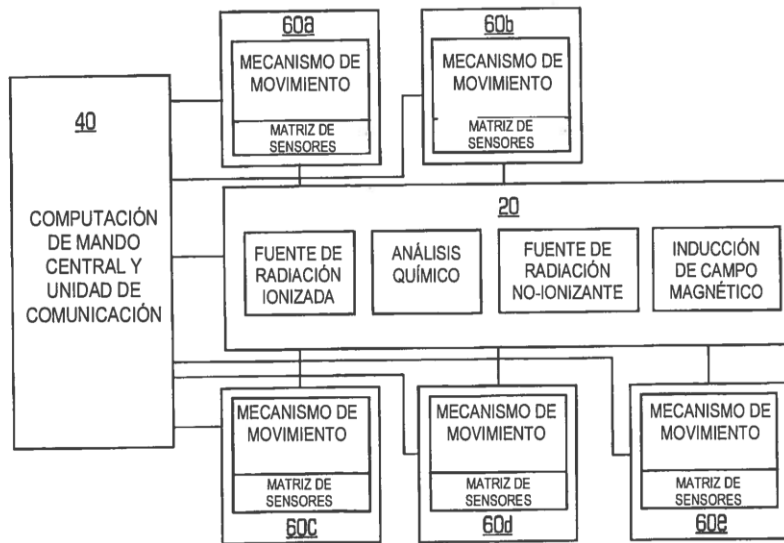 60a
MECANISMO DE
MOVIMIENTO
MATRIZ DE
SENSORES
60b
MECANISMO DE
MOVIMIENTO
MATRIZ DE
SENSORES
40
COMPUTACIÓN
DE MANDO
CENTRAL Y
UNIDAD DE
COMUNICACIÓN
20
FUENTE DE
RADIACIÓN
IONIZADA
ANÁLISIS
QUÍMICO
FUENTE DE
RADIACIÓN
NO-IONIZANTE
INDUCCIÓN
DE CAMPO
MAGNÉTICO
MECANISMO DE
MOVIMIENTO
MATRIZ DE
SENSORES
60c
MECANISMO DE
MOVIMIENTO
MATRIZ DE
SENSORES
60d
MECANISMO DE
MOVIMIENTO
MATRIZ DE
SENSORES
60e